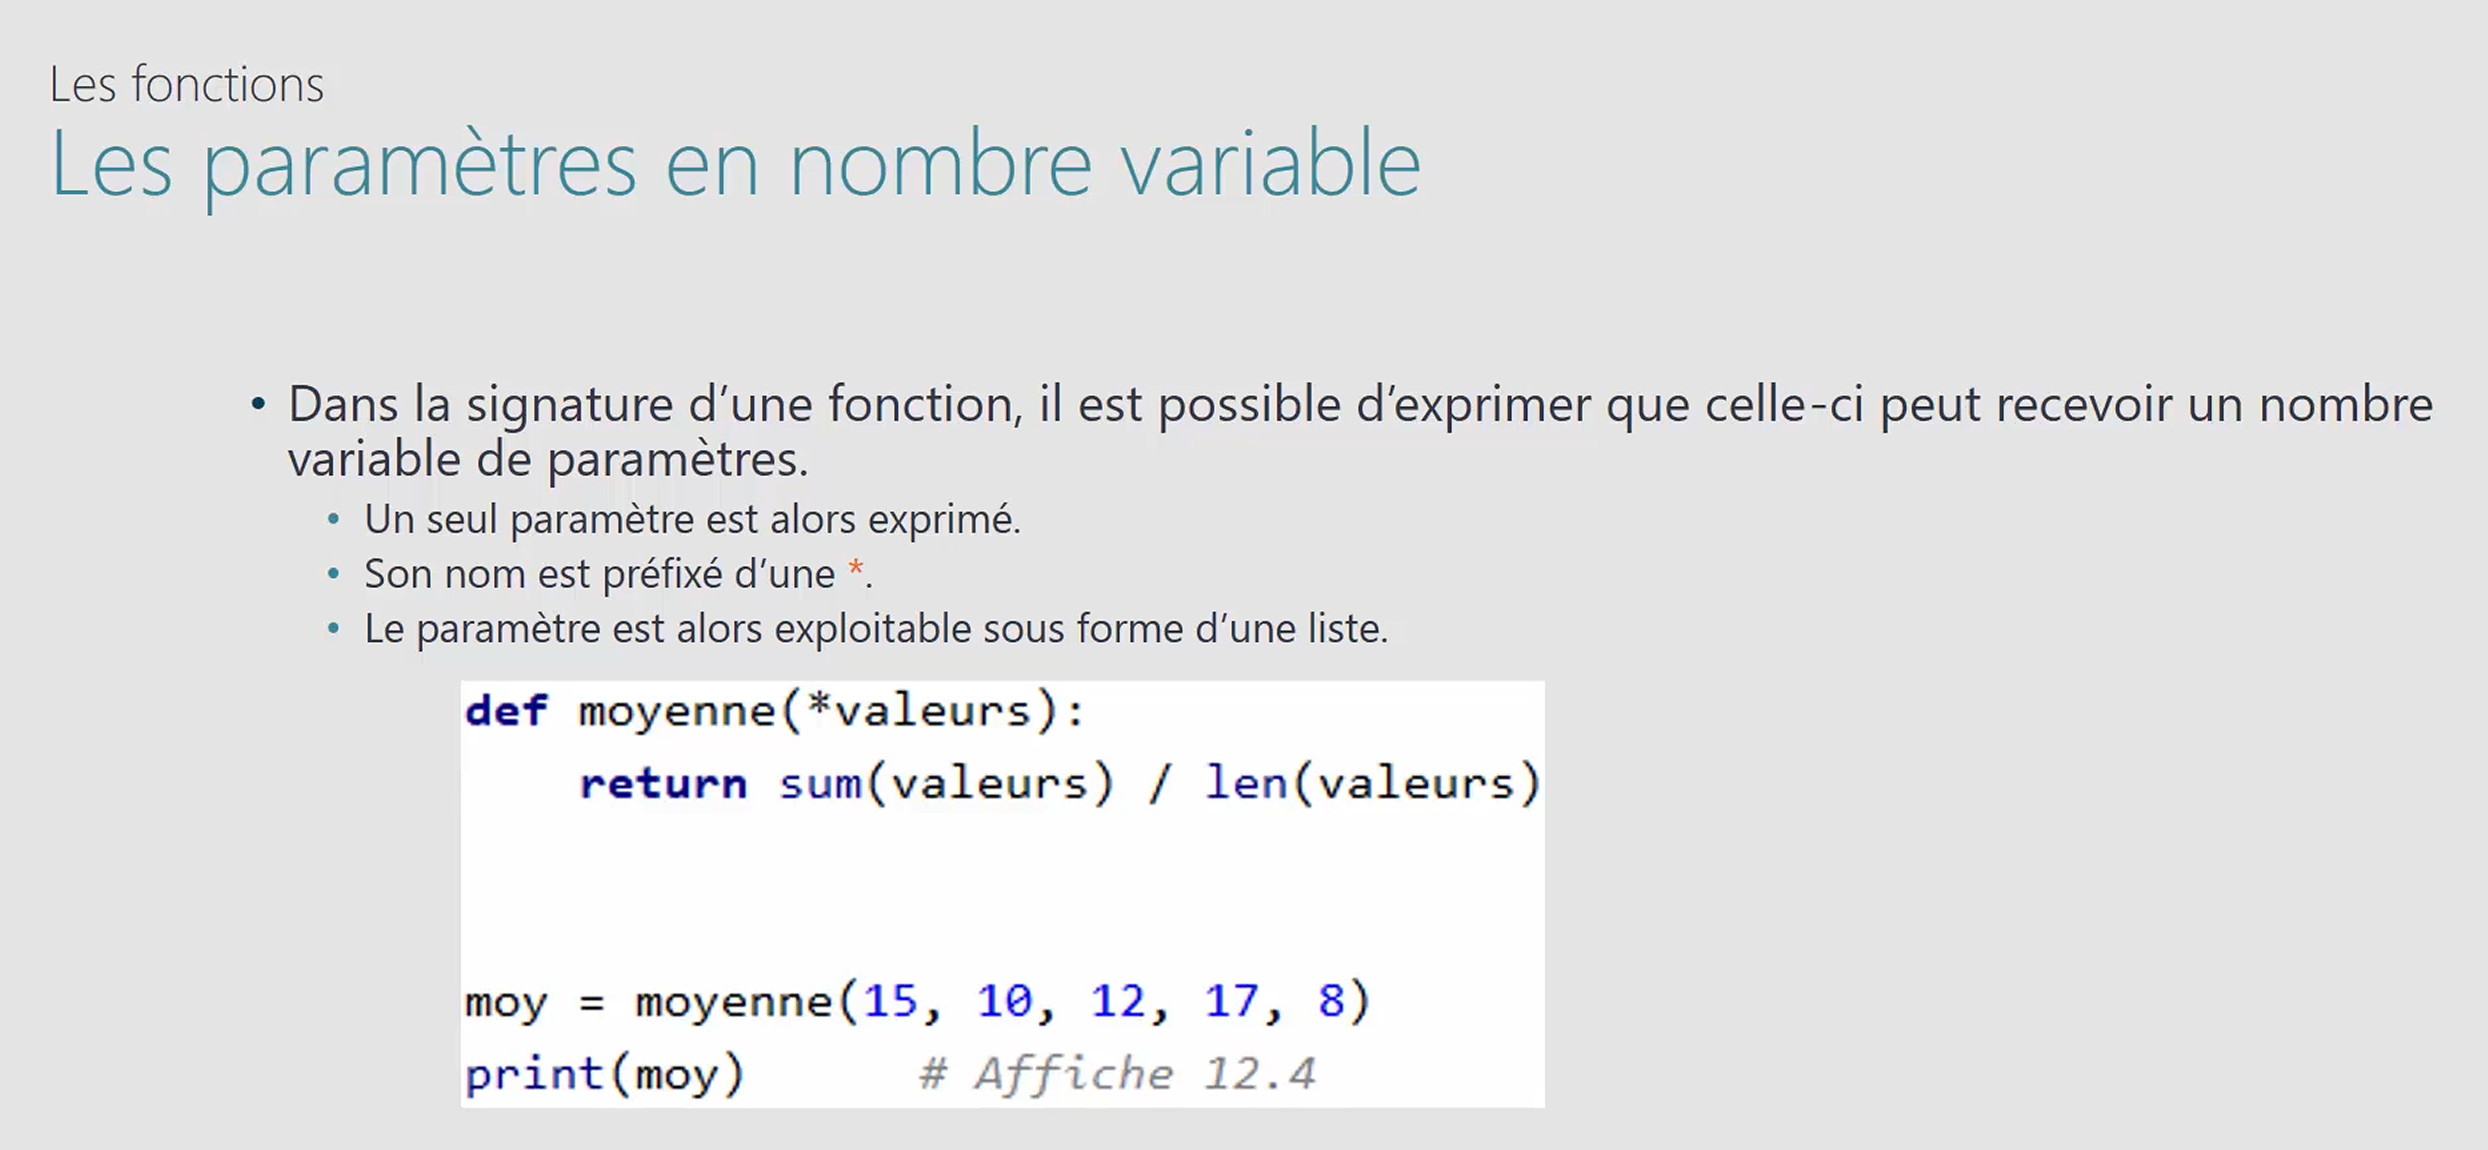 Les fonctions
Les paramètres en nombre variable
• Dans la signature d’une fonction, il est possible d’exprimer que celle-ci peut recevoir un nombre
variable de paramètres.
• Un seul paramètre est alors exprimé.
• Son nom est préfixé d’une *.
• Le paramètre est alors exploitable sous forme d’une liste.
def moyenne(*valeurs):
    return sum(valeurs) / len(valeurs)
moy = moyenne(15, 10, 12, 17, 8)
print(moy)      # Affiche 12.4